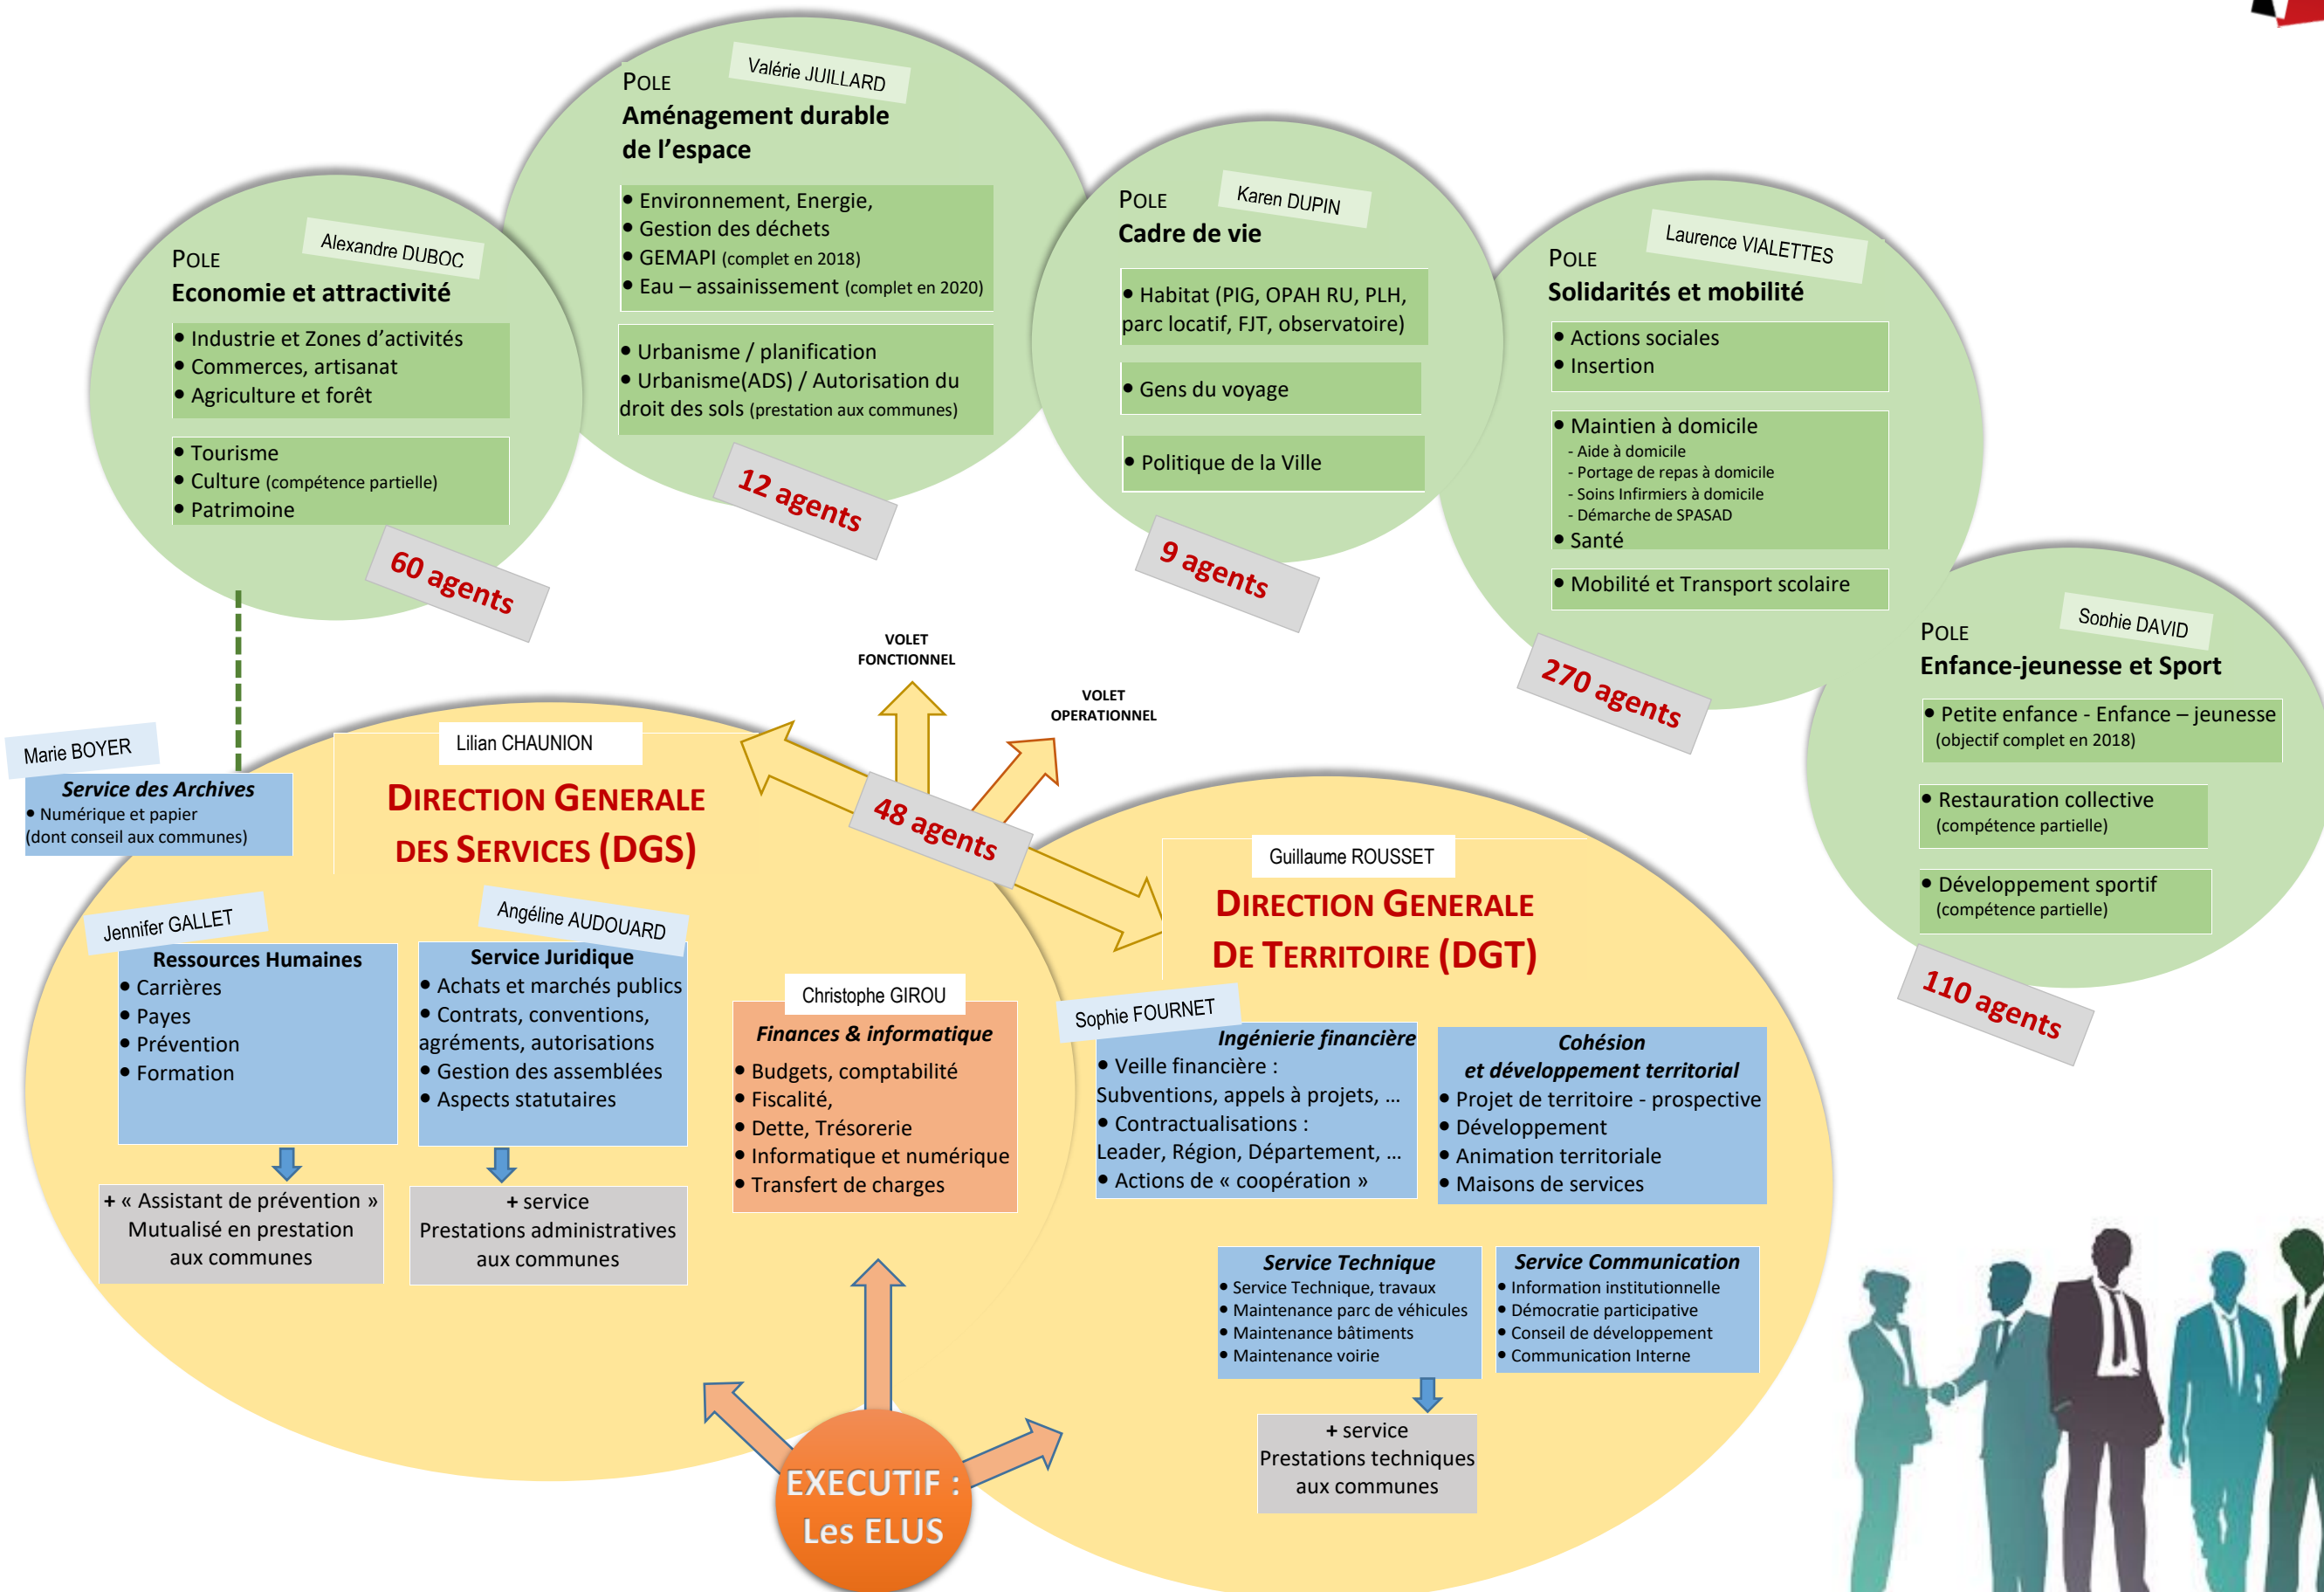 POLE
Alexandre DUBOC
Economie et attractivité
• Industrie et Zones d'activités
• Commerces, artisanat
• Agriculture et forêt
• Tourisme
• Culture (compétence partielle)
• Patrimoine
60 agents
POLE
Valérie JUILLARD
Aménagement durable
de l'espace
• Environnement, Energie,
• Gestion des déchets
• GEMAPI (complet en 2018)
• Eau – assainissement (complet en 2020)
• Urbanisme / planification
• Urbanisme(ADS) / Autorisation du
droit des sols (prestation aux communes)
12 agents
POLE
Karen DUPIN
Cadre de vie
• Habitat (PIG, OPAH RU, PLH,
parc locatif, FJT, observatoire)
• Gens du voyage
• Politique de la Ville
9 agents
POLE
Laurence VIALETTES
Solidarités et mobilité
• Actions sociales
• Insertion
• Maintien à domicile
- Aide à domicile
- Portage de repas à domicile
- Soins Infirmiers à domicile
- Démarche de SPASAD
• Santé
• Mobilité et Transport scolaire
270 agents
POLE
Sophie DAVID
Enfance-jeunesse et Sport
• Petite enfance - Enfance – jeunesse
(objectif complet en 2018)
• Restauration collective
(compétence partielle)
• Développement sportif
(compétence partielle)
110 agents
VOLET
FONCTIONNEL
VOLET
OPERATIONNEL
48 agents
Marie BOYER
Service des Archives
• Numérique et papier
(dont conseil aux communes)
Lilian CHAUNION
DIRECTION GENERALE
DES SERVICES (DGS)
Jennifer GALLET
Ressources Humaines
• Carrières
• Payes
• Prévention
• Formation
+ « Assistant de prévention »
Mutualisé en prestation
aux communes
Angéline AUDOUARD
Service Juridique
• Achats et marchés publics
• Contrats, conventions,
agréments, autorisations
• Gestion des assemblées
• Aspects statutaires
+ service
Prestations administratives
aux communes
Christophe GIROU
Finances & informatique
• Budgets, comptabilité
• Fiscalité,
• Dette, Trésorerie
• Informatique et numérique
• Transfert de charges
Guillaume ROUSSET
DIRECTION GENERALE
DE TERRITOIRE (DGT)
Sophie FOURNET
Ingénierie financière
• Veille financière :
Subventions, appels à projets, …
• Contractualisations :
Leader, Région, Département, …
• Actions de « coopération »
Cohésion
et développement territorial
• Projet de territoire - prospective
• Développement
• Animation territoriale
• Maisons de services
Service Technique
• Service Technique, travaux
• Maintenance parc de véhicules
• Maintenance bâtiments
• Maintenance voirie
+ service
Prestations techniques
aux communes
Service Communication
• Information institutionnelle
• Démocratie participative
• Conseil de développement
• Communication Interne
EXECUTIF :
Les ELUS